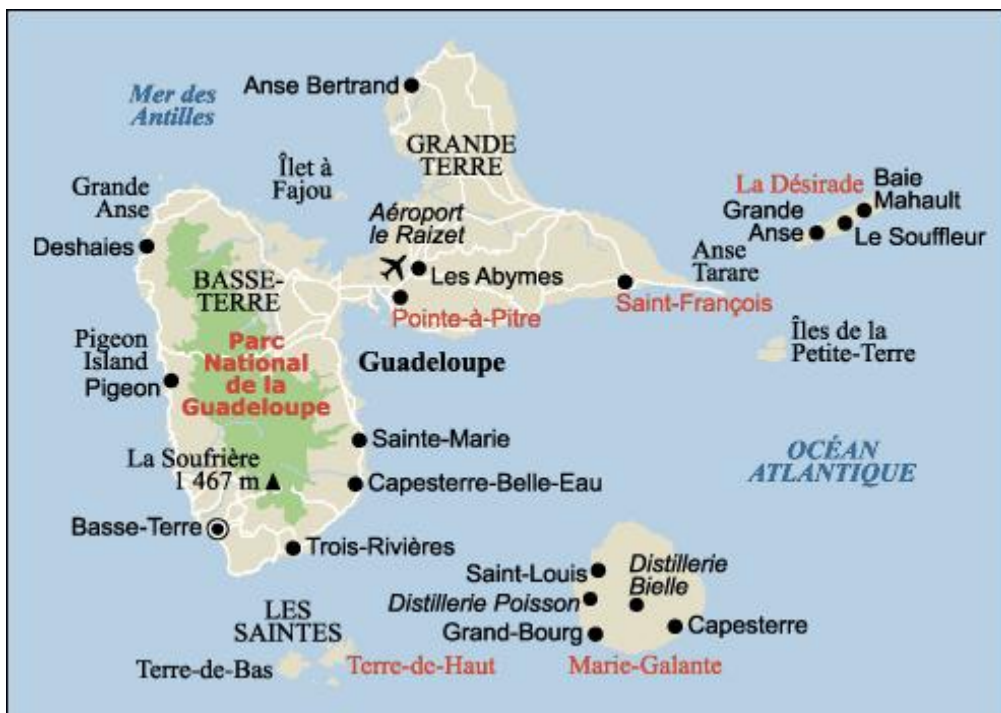 Anse Bertrand
Mer des
Antilles
GRANDE
TERRE
Îlet à
Fajou
La Désirade
Baie
Mahault
Grande
Anse
Grande
Anse
Le Souffleur
Aéroport
le Raizet
Deshaies
Anse
Tarare
Les Abymes
BASSE-
TERRE
Saint-François
Pointe-à-Pitre
Îles de la
Petite-Terre
Pigeon
Island
Pigeon
Parc
National
de la
Guadeloupe
Guadeloupe
Sainte-Marie
OCÉAN
ATLANTIQUE
La Soufrière
1 467 m
Capesterre-Belle-Eau
Basse-Terre
Trois-Rivières
Saint-Louis
Distillerie
Bielle
Distillerie Poisson
LES
SAINTES
Grand-Bourg
Capesterre
Terre-de-Bas
Terre-de-Haut
Marie-Galante